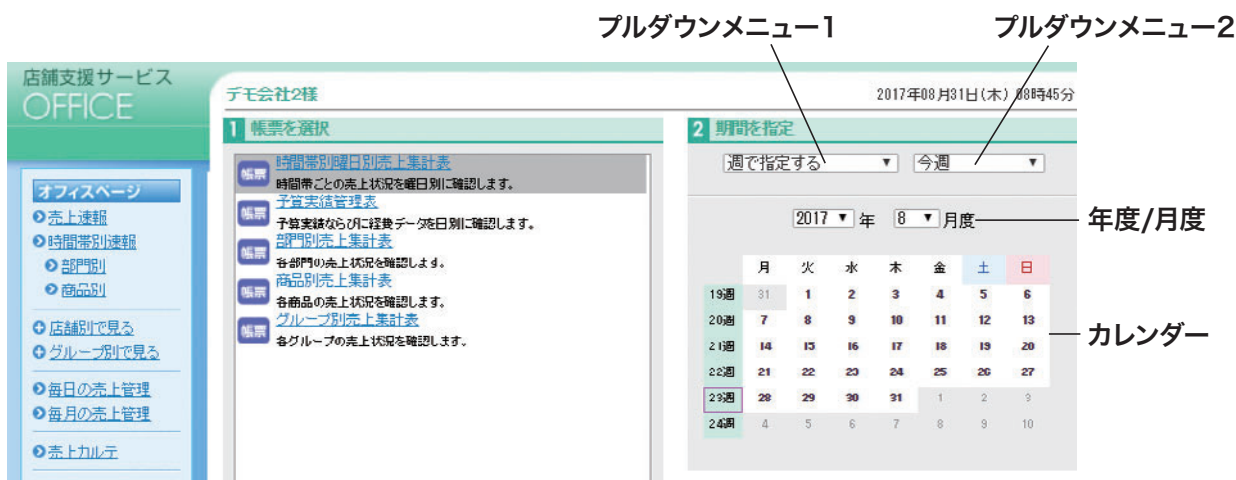 プルダウンメニュー1
プルダウンメニュー2
店舗支援サービス
OFFICE
デモ会社2様
2017年08月31日(木) 08時45分
1 帳票を選択
2 期間を指定
オフィスページ
売上速報
時間帯別速報
部門別
商品別
店舗別で見る
グループ別で見る
毎日の売上管理
毎月の売上管理
売上カルテ
帳票 時間帯別曜日別売上集計表
時間帯ごとの売上状況を曜日別に確認します。
帳票 予算実績管理表
予算実績ならびに経費データを日別に確認します。
帳票 部門別売上集計表
各部門の売上状況を確認します。
帳票 商品別売上集計表
各商品の売上状況を確認します。
帳票 グループ別売上集計表
各グループの売上状況を確認します。
週で指定する ▼ 今週 ▼
2017 ▼ 年 8 ▼ 月度
年度/月度
月 火 水 木 金 土 日
19週 31 1 2 3 4 5 6
20週 7 8 9 10 11 12 13
21週 14 15 16 17 18 19 20
22週 21 22 23 24 25 26 27
23週 28 29 30 31 1 2 3
24週 4 5 6 7 8 9 10
カレンダー